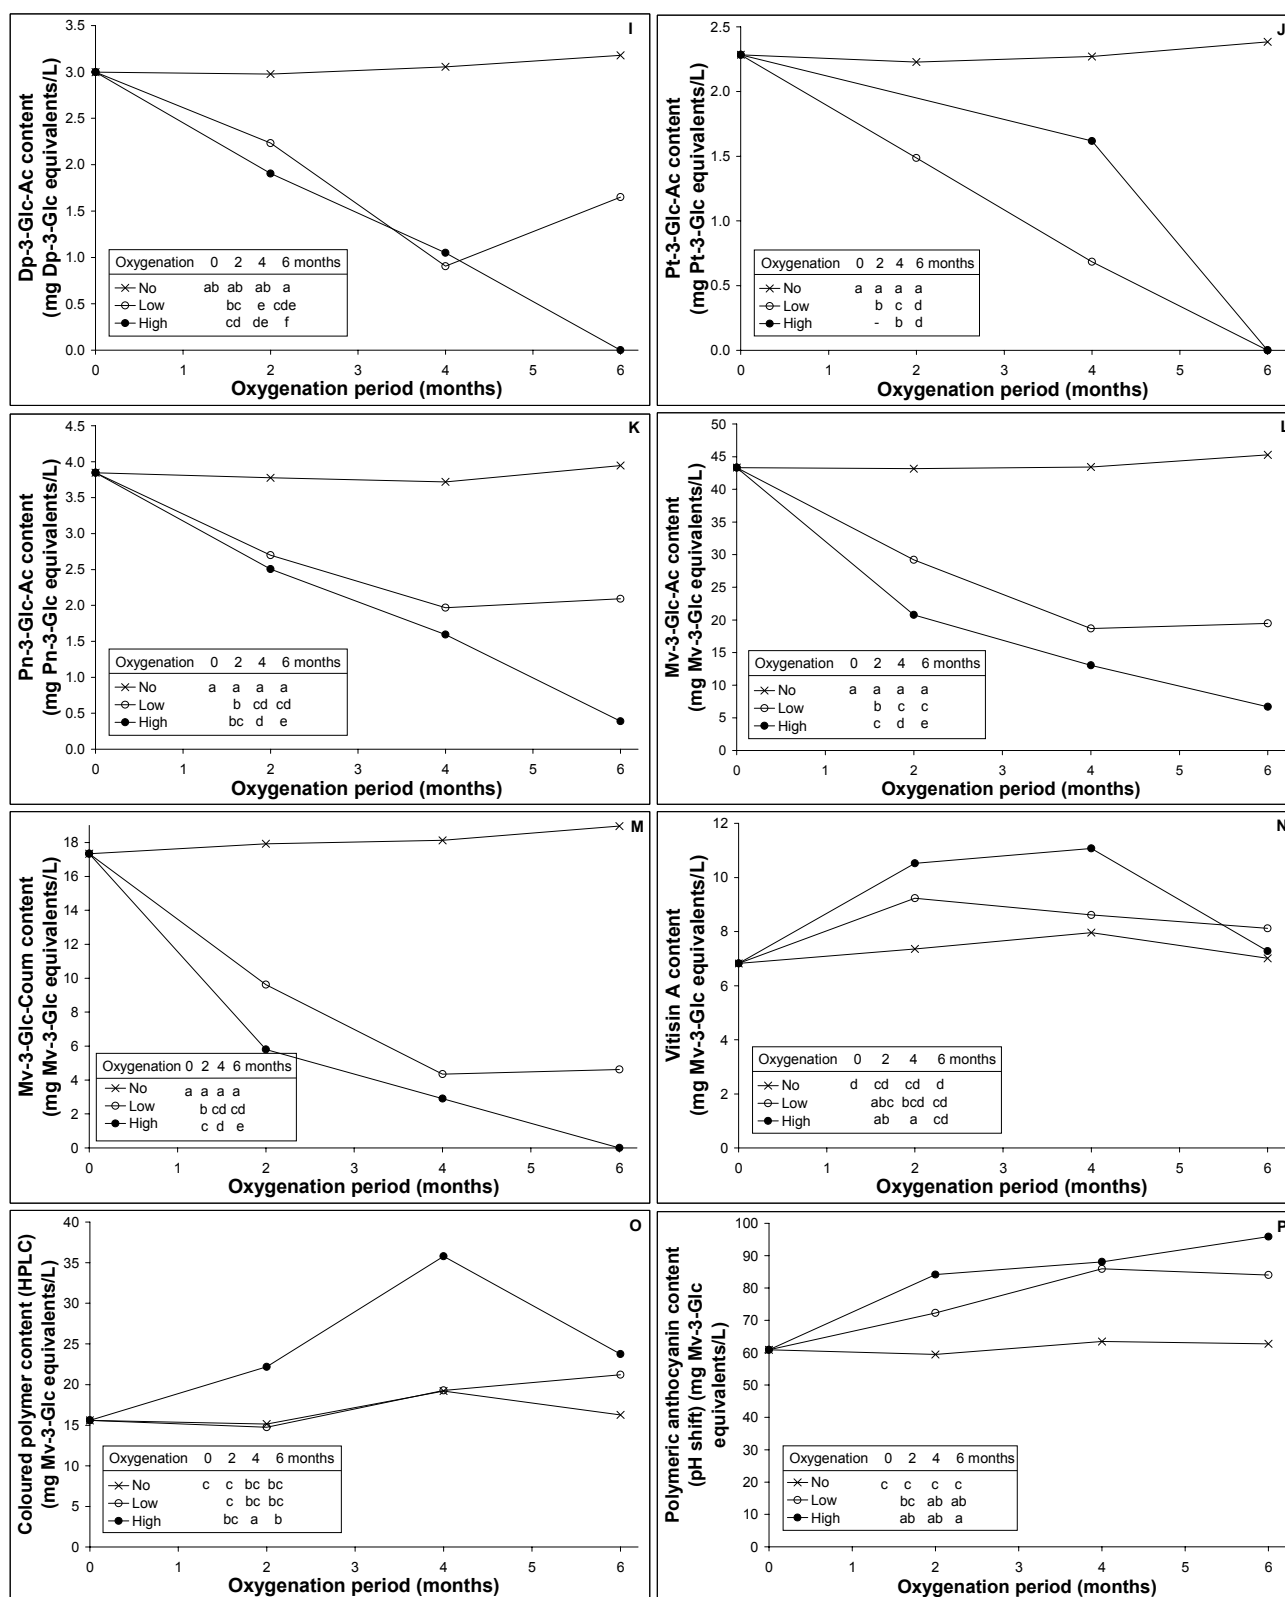 I
Dp-3-Glc-Ac content
(mg Dp-3-Glc equivalents/L)
3.5
3.0
2.5
2.0
1.5
1.0
0.5
0.0
Oxygenation 0 2 4 6 months
No ab ab ab a
Low bc e cde
High cd de f
0 1 2 3 4 5 6
Oxygenation period (months)
J
Pt-3-Glc-Ac content
(mg Pt-3-Glc equivalents/L)
2.5
2.0
1.5
1.0
0.5
0.0
Oxygenation 0 2 4 6 months
No a a a a
Low b c d
High - b d
0 1 2 3 4 5 6
Oxygenation period (months)
K
Pn-3-Glc-Ac content
(mg Pn-3-Glc equivalents/L)
4.5
4.0
3.5
3.0
2.5
2.0
1.5
1.0
0.5
0.0
Oxygenation 0 2 4 6 months
No a a a a
Low b cd cd
High bc d e
0 1 2 3 4 5 6
Oxygenation period (months)
L
Mv-3-Glc-Ac content
(mg Mv-3-Glc equivalents/L)
50
45
40
35
30
25
20
15
10
5
0
Oxygenation 0 2 4 6 months
No a a a a
Low b c c
High c d e
0 1 2 3 4 5 6
Oxygenation period (months)
M
Mv-3-Glc-Coum content
(mg Mv-3-Glc equivalents/L)
18
16
14
12
10
8
6
4
2
0
Oxygenation 0 2 4 6 months
No a a a a
Low b cd cd
High c d e
0 1 2 3 4 5 6
Oxygenation period (months)
N
Vitisin A content
(mg Mv-3-Glc equivalents/L)
12
10
8
6
4
2
0
Oxygenation 0 2 4 6 months
No d cd cd d
Low abc bcd cd
High ab a cd
0 1 2 3 4 5 6
Oxygenation period (months)
O
Coloured polymer content (HPLC)
(mg Mv-3-Glc equivalents/L)
40
35
30
25
20
15
10
5
0
Oxygenation 0 2 4 6 months
No c c bc bc
Low c bc bc
High bc a b
0 1 2 3 4 5 6
Oxygenation period (months)
P
Polymeric anthocyanin content
(pH shift) (mg Mv-3-Glc
equivalents/L)
100
90
80
70
60
50
40
30
20
10
0
Oxygenation 0 2 4 6 months
No c c c c
Low bc ab ab
High ab ab a
0 1 2 3 4 5 6
Oxygenation period (months)